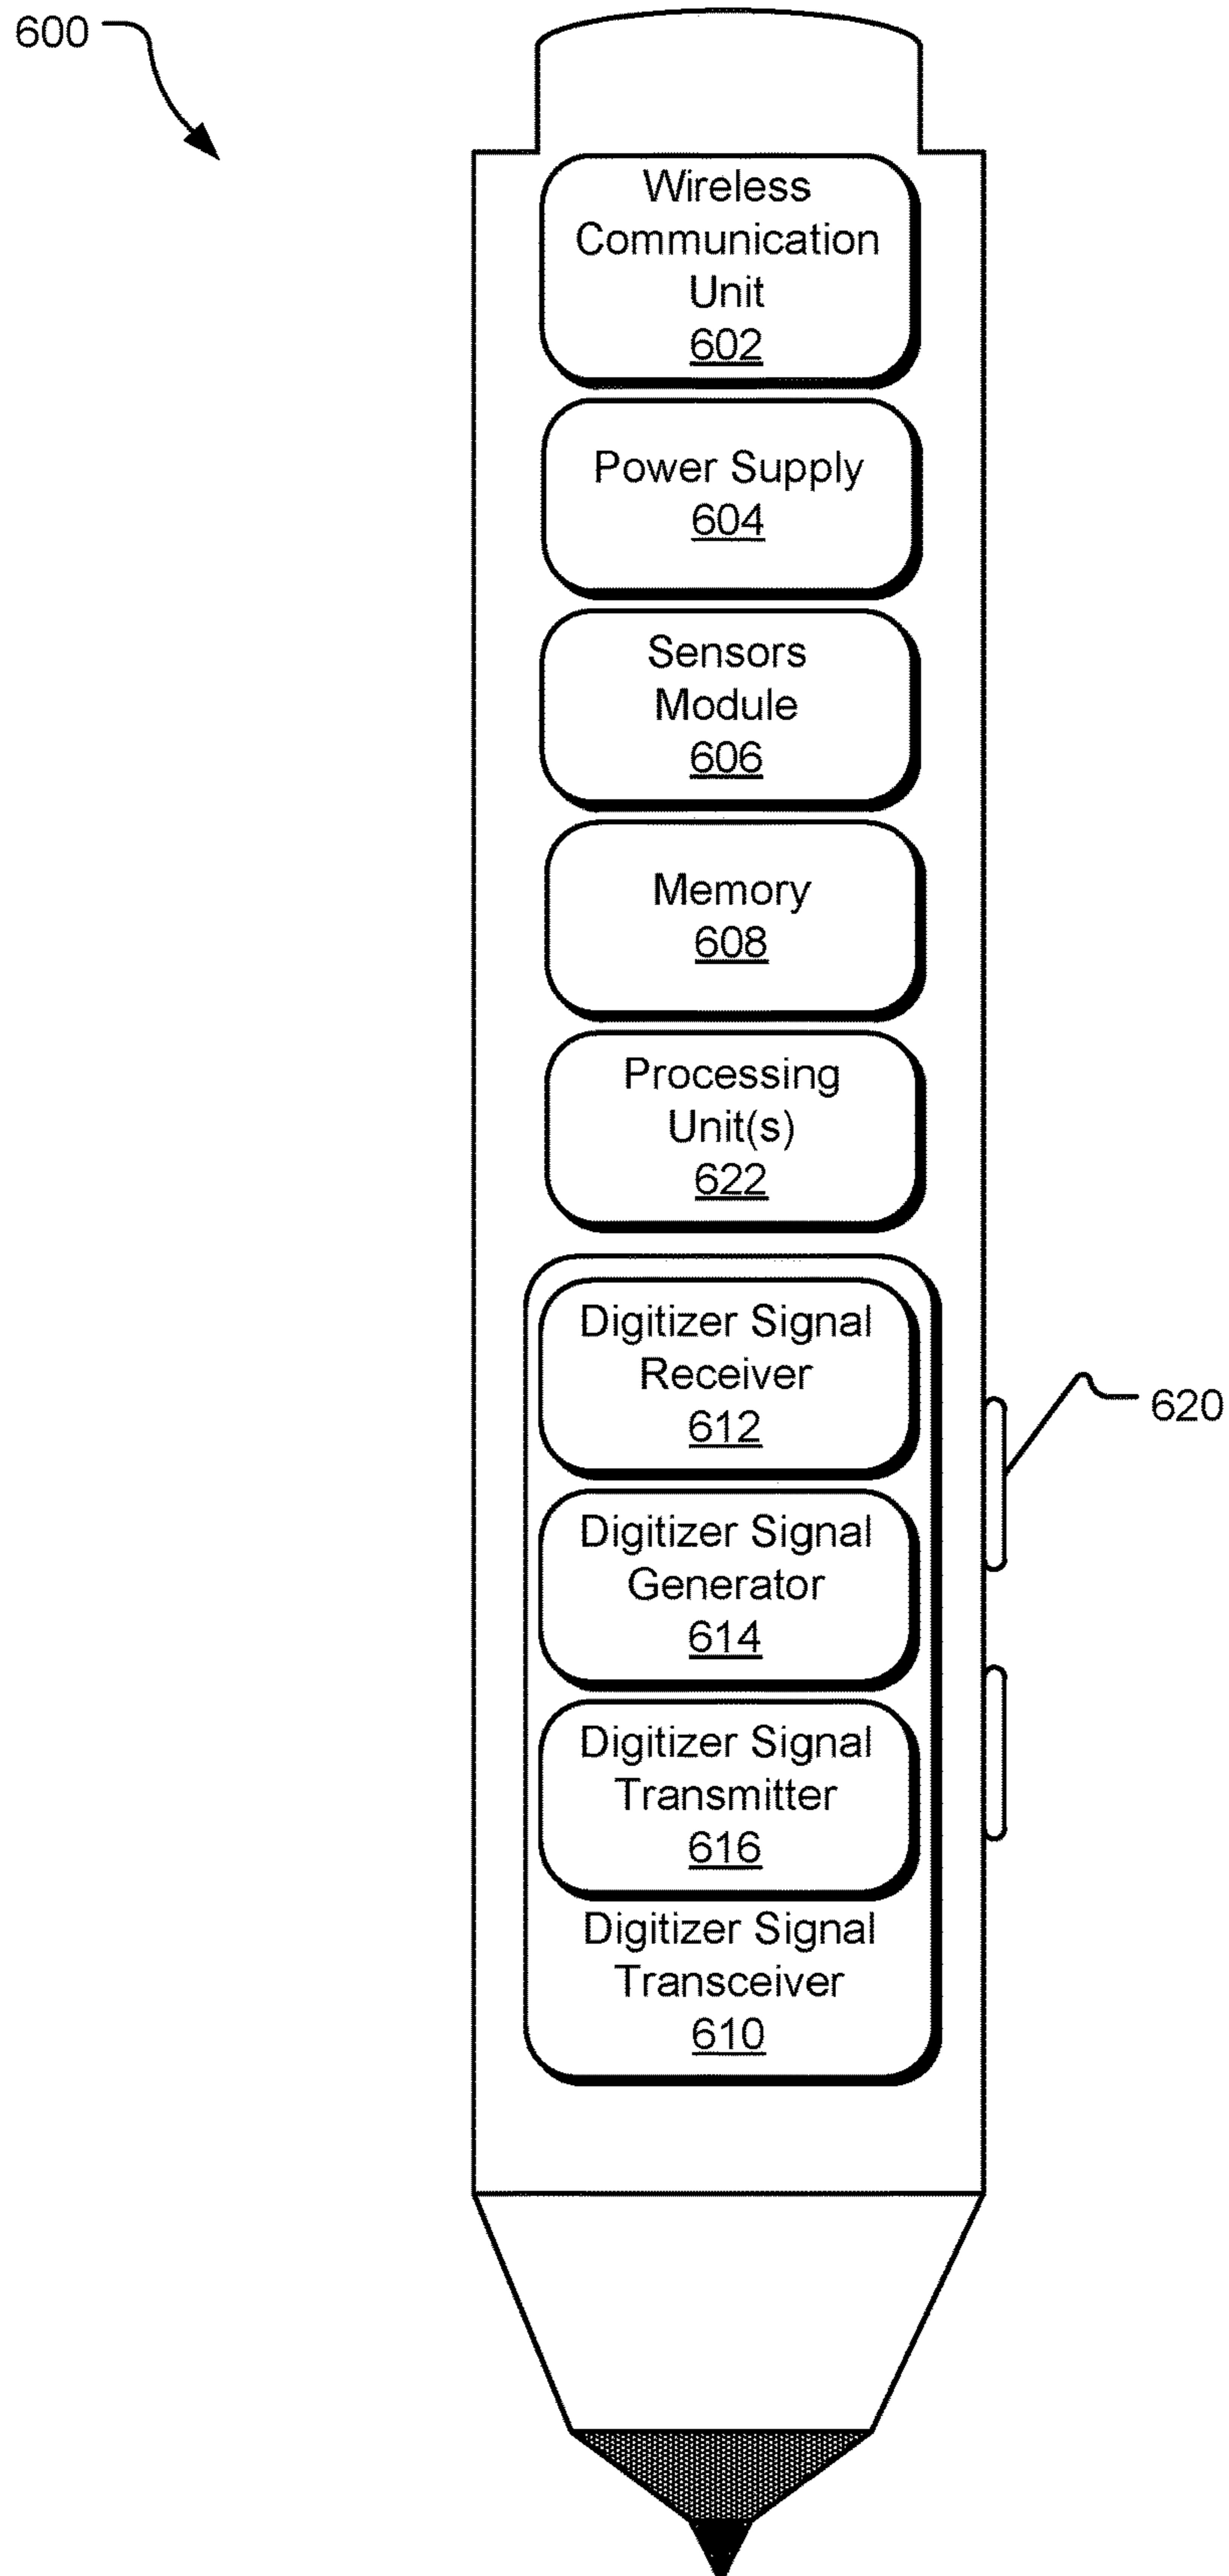 600
Wireless
Communication
Unit
602
Power Supply
604
Sensors
Module
606
Memory
608
Processing
Unit(s)
622
Digitizer Signal
Receiver
612
620
Digitizer Signal
Generator
614
Digitizer Signal
Transmitter
616
Digitizer Signal
Transceiver
610